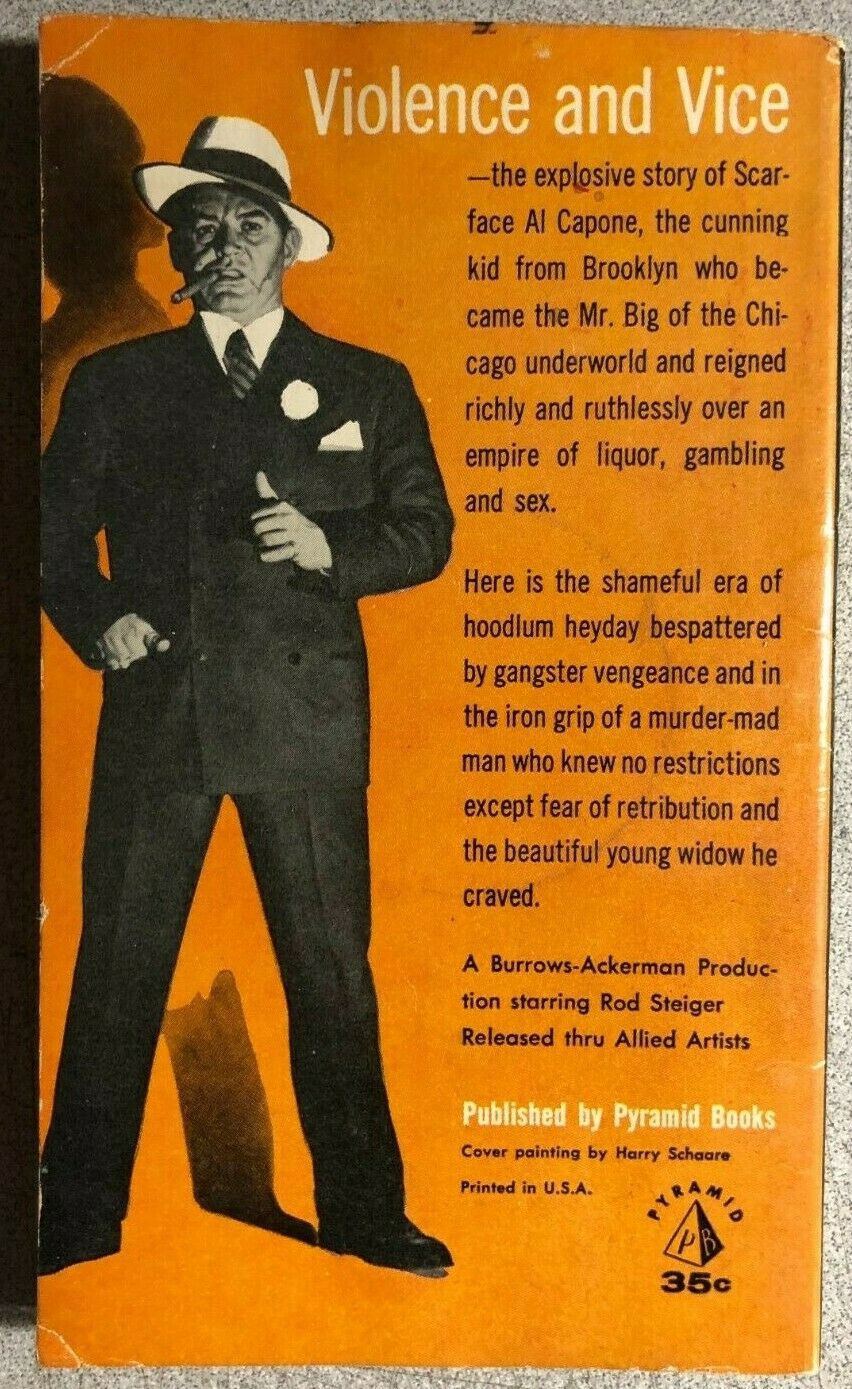 Violence and Vice
—the explosive story of Scar-
face Al Capone, the cunning
kid from Brooklyn who be-
came the Mr. Big of the Chi-
cago underworld and reigned
richly and ruthlessly over an
empire of liquor, gambling
and sex.
Here is the shameful era of
hoodlum heyday bespattered
by gangster vengeance and in
the iron grip of a murder-mad
man who knew no restrictions
except fear of retribution and
the beautiful young widow he
craved.
A Burrows-Ackerman Produc-
tion starring Rod Steiger
Released thru Allied Artists
Published by Pyramid Books
Cover painting by Harry Schaare
Printed in U.S.A.
PYRAMID
PB
35c